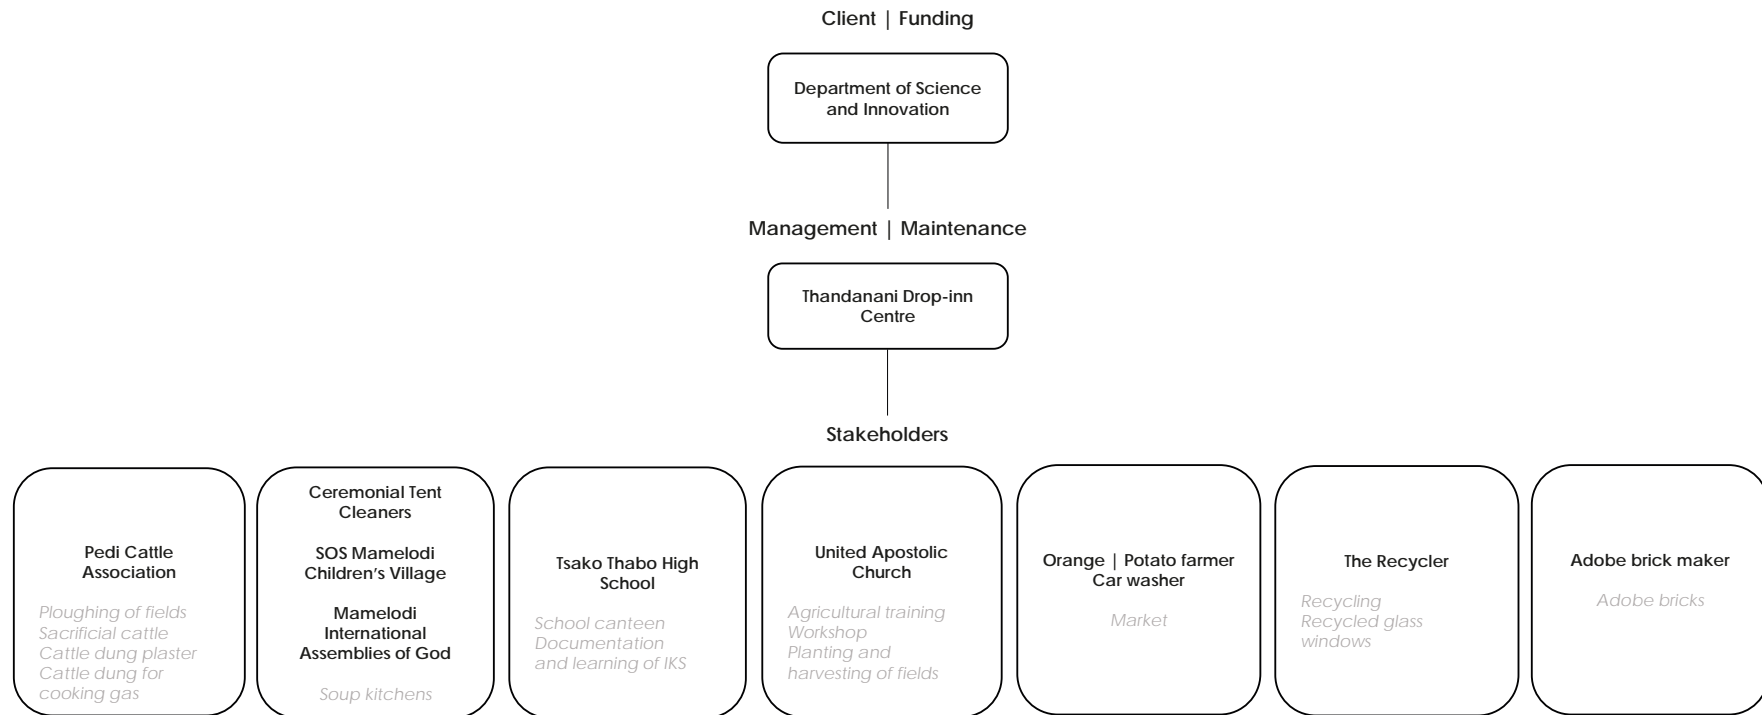 Client | Funding
Department of Science
and Innovation
Management | Maintenance
Thandanani Drop-inn
Centre
Stakeholders
Pedi Cattle
Association
Ploughing of fields
Sacrificial cattle
Cattle dung plaster
Cattle dung for
cooking gas
Ceremonial Tent
Cleaners
SOS Mamelodi
Children's Village
Mamelodi
International
Assemblies of God
Soup kitchens
Tsako Thabo High
School
School canteen
Documentation
and learning of IKS
United Apostolic
Church
Agricultural training
Workshop
Planting and
harvesting of fields
Orange | Potato farmer
Car washer
Market
The Recycler
Recycling
Recycled glass
windows
Adobe brick maker
Adobe bricks